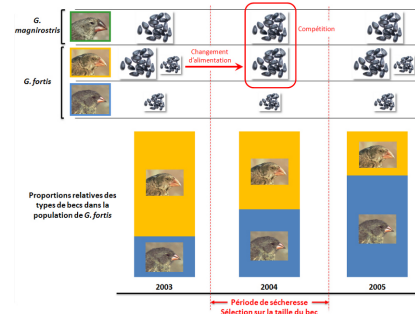 G.
magnirostris
Changement
d'alimentation
Compétition
G. fortis
Proportions relatives des
types de becs dans la
population de G. fortis
2003
2004
2005
Période de sécheresse
Sélection sur la taille du bec